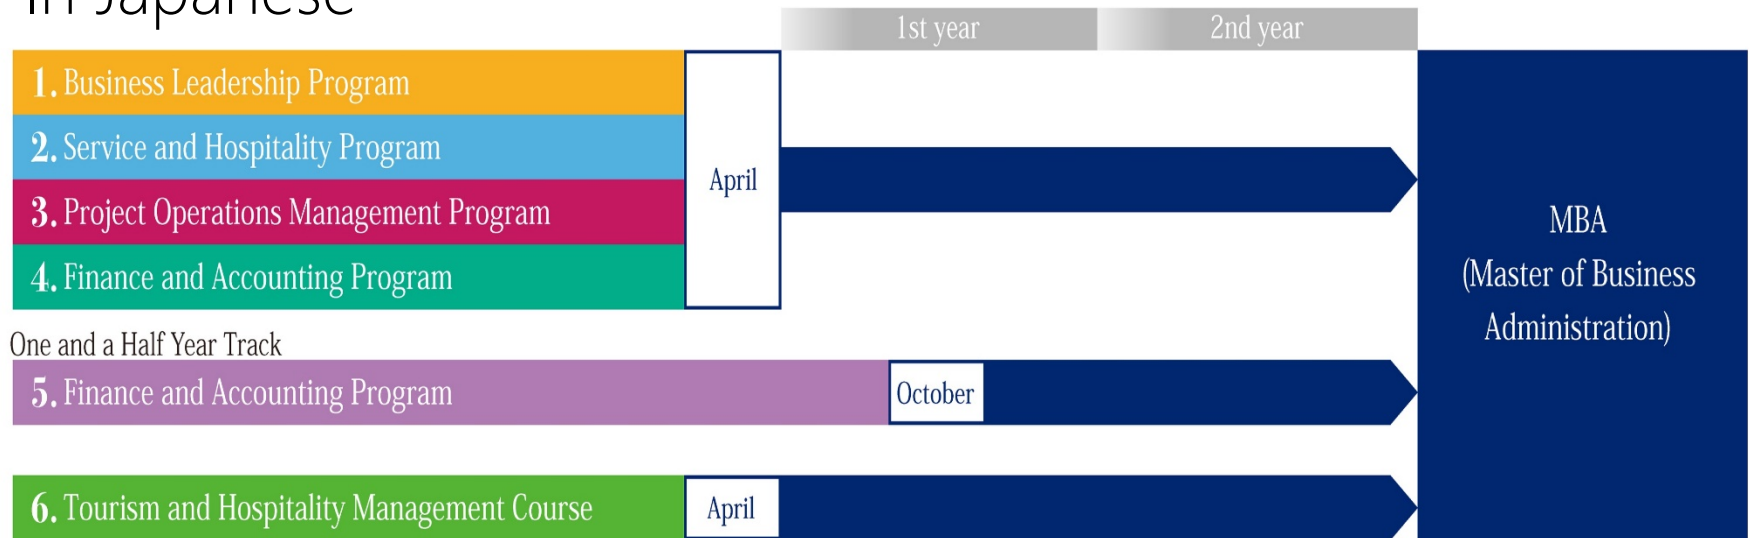 in Japanese
1st year
2nd year
1. Business Leadership Program
2. Service and Hospitality Program
3. Project Operations Management Program
4. Finance and Accounting Program
April
One and a Half Year Track
5. Finance and Accounting Program
October
6. Tourism and Hospitality Management Course
April
MBA
(Master of Business
Administration)